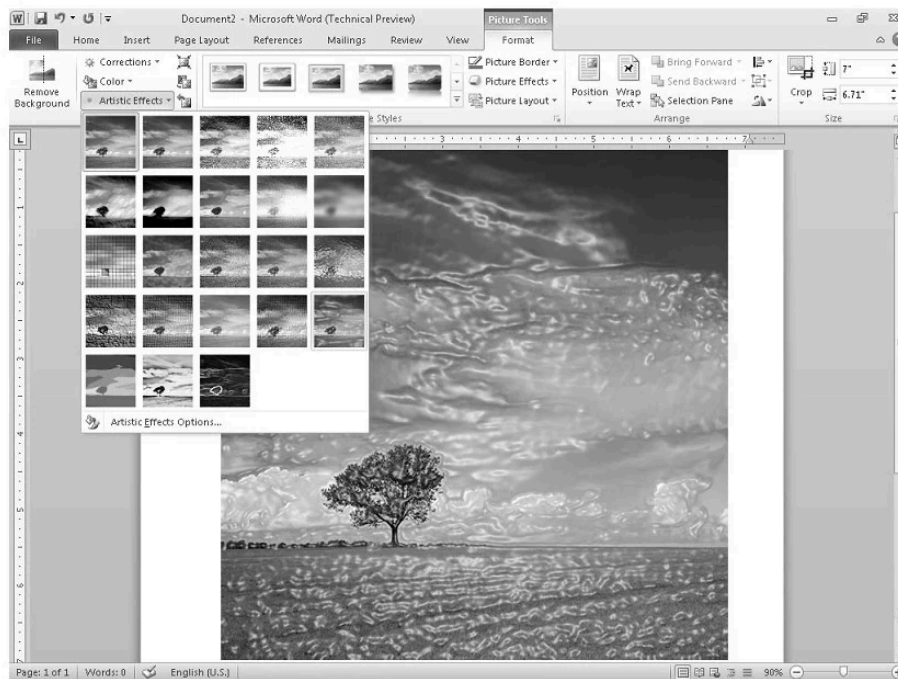 Document2 - Microsoft Word (Technical Preview)
Picture Tools
File Home Insert Page Layout References Mailings Review View Format
Remove Background
Corrections
Color
Artistic Effects
Picture Border
Picture Effects
Picture Layout
Position
Wrap Text
Bring Forward
Send Backward
Selection Pane
Crop
7"
6.71"
Styles
Arrange
Size
Artistic Effects Options...
Page: 1 of 1 Words: 0 English (U.S.) 90%